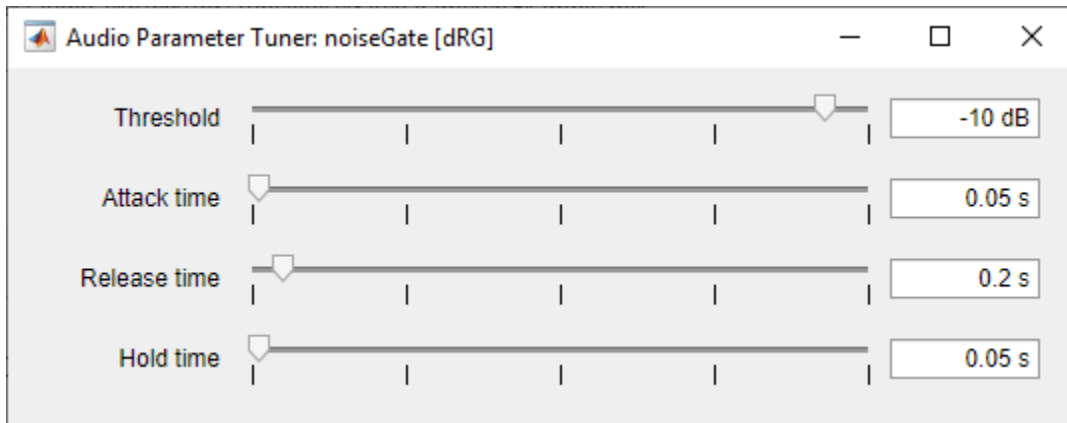 Audio Parameter Tuner: noiseGate [dRG]
Threshold -10 dB
Attack time 0.05 s
Release time 0.2 s
Hold time 0.05 s